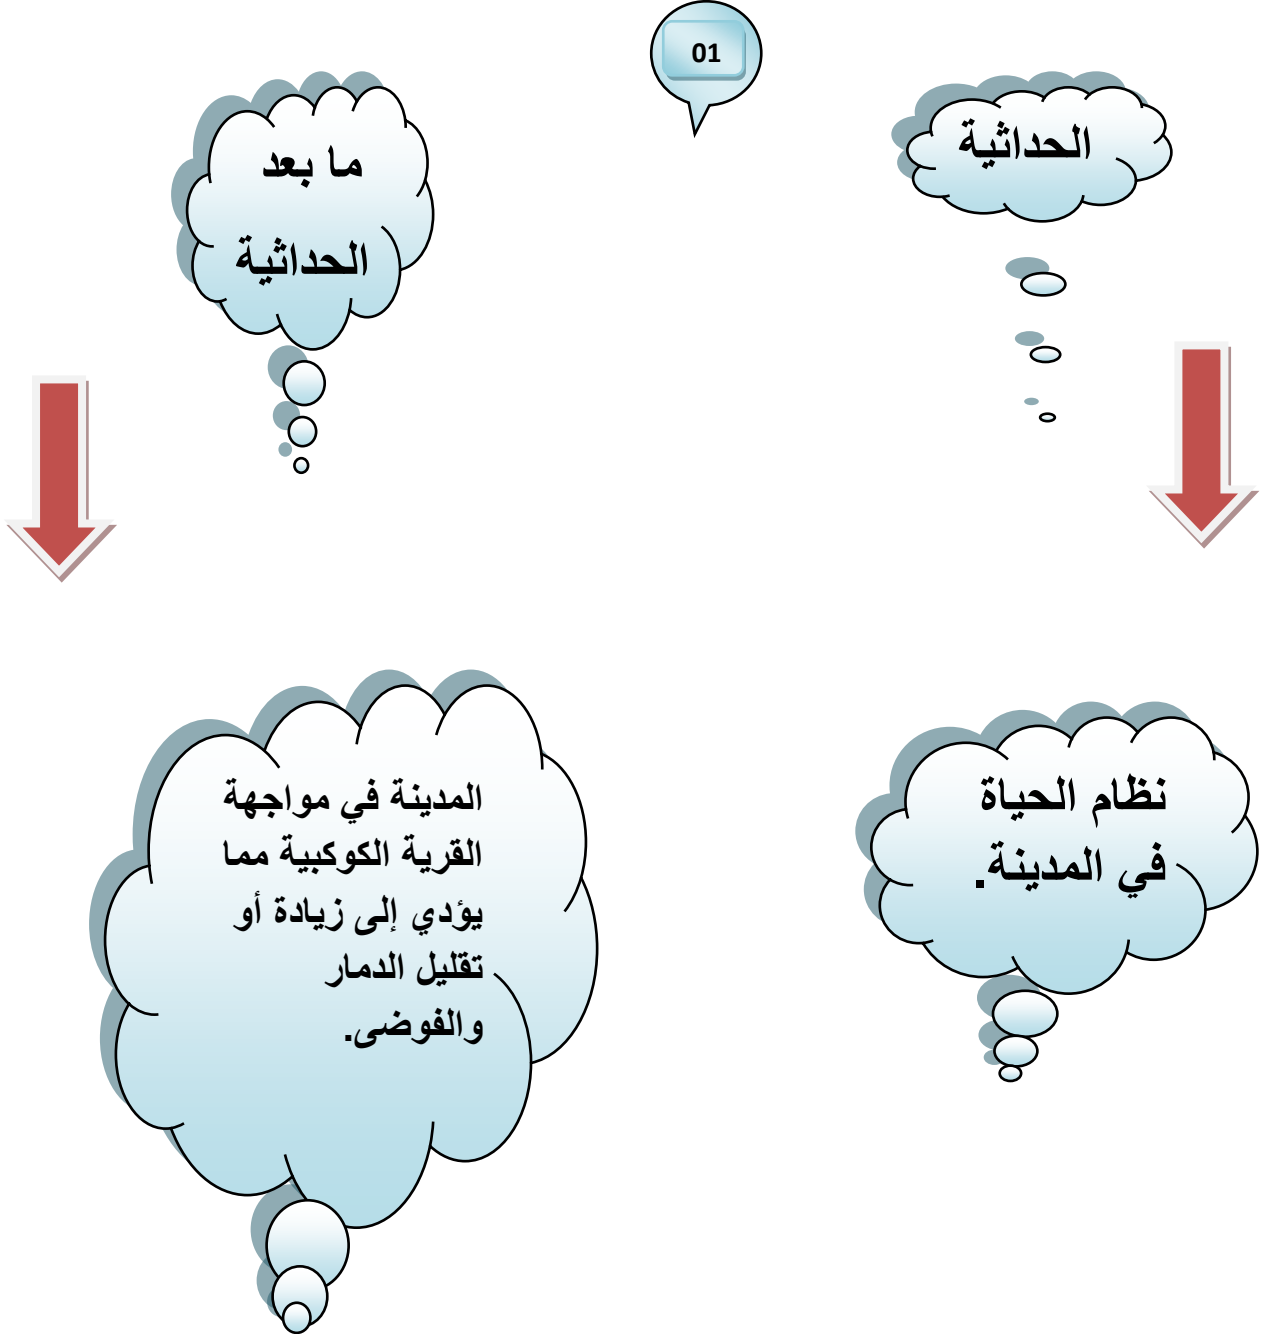 01
الحداثية
ما بعد
الحداثية
نظام الحياة
في المدينة.
المدينة في مواجهة
القرية الكوكبية مما
يؤدي إلى زيادة أو
تقليل الدمار
والفوضى.